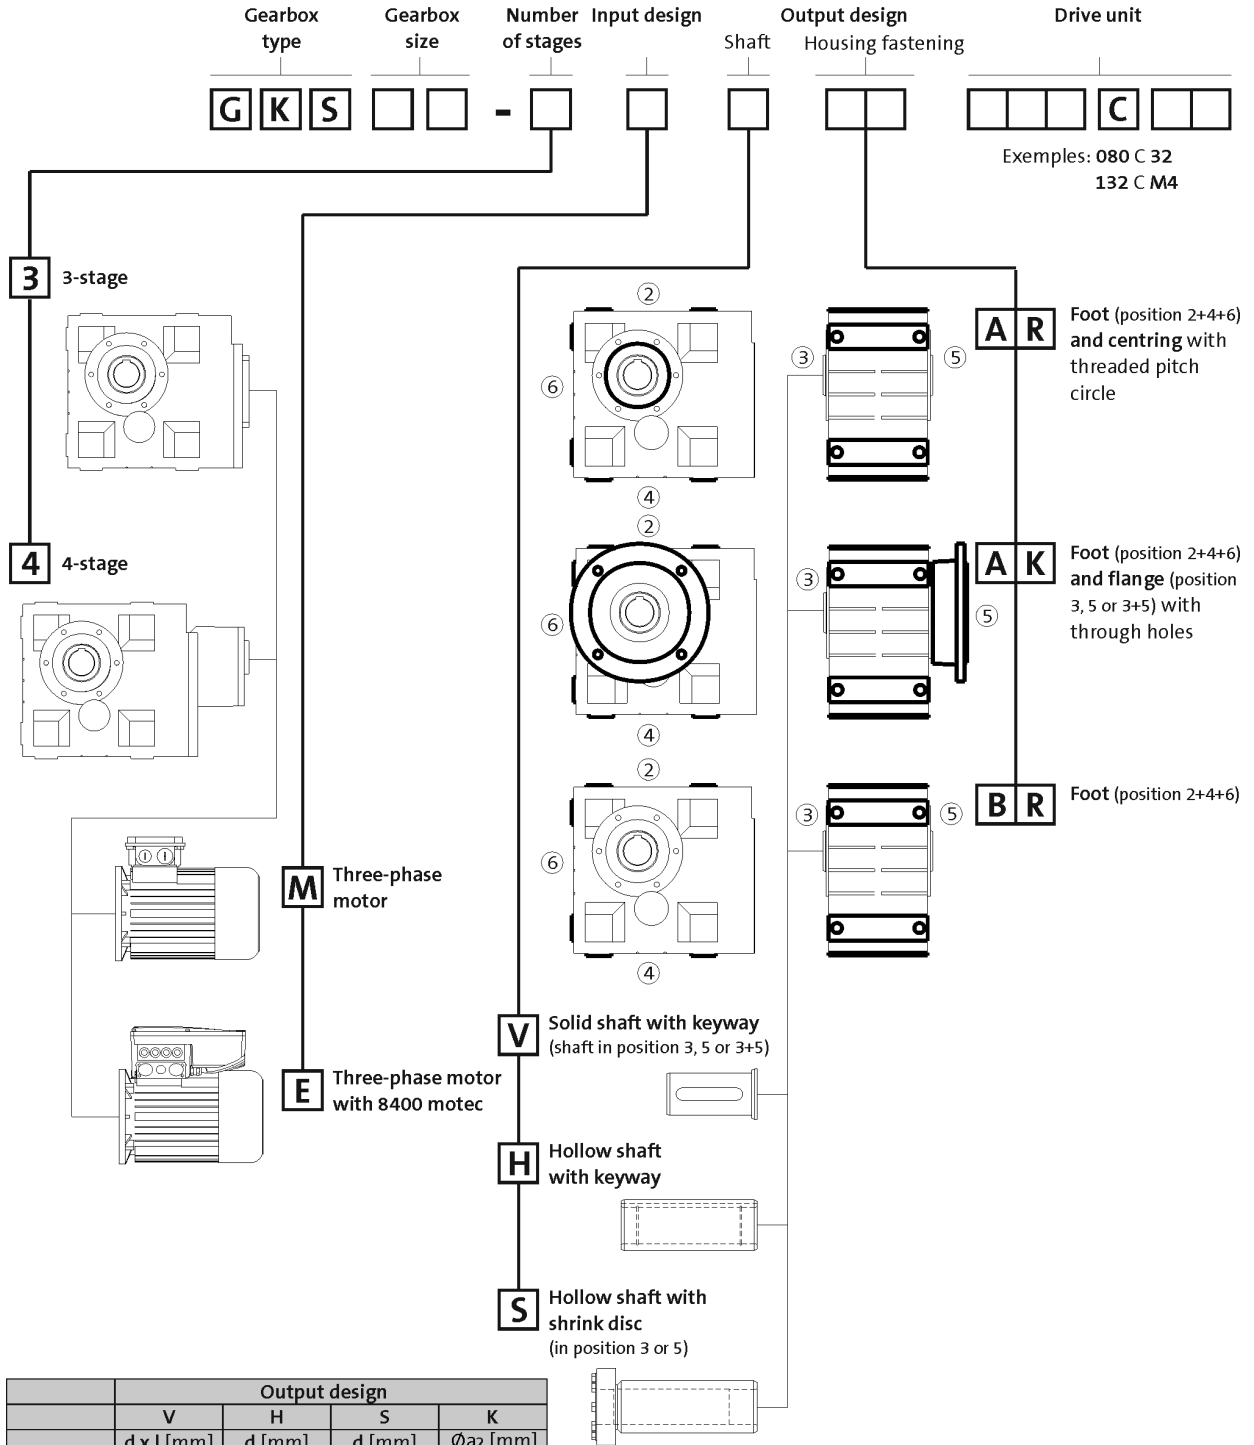 Gearbox type
Gearbox size
Number of stages
Input design
Output design
Shaft
Housing fastening
Drive unit
G K S - C
Exemples: 080 C 32
132 C M4
3
3-stage
4
4-stage
M
Three-phase
motor
E
Three-phase motor
with 8400 motec
2
6
4
3
5
A R
Foot (position 2+4+6)
and centring with
threaded pitch
circle
2
6
4
3
5
A K
Foot (position 2+4+6)
and flange (position
3, 5 or 3+5) with
through holes
2
6
4
3
5
B R
Foot (position 2+4+6)
V
Solid shaft with keyway
(shaft in position 3, 5 or 3+5)
H
Hollow shaft
with keyway
S
Hollow shaft with
shrink disc
(in position 3 or 5)
Output design
V H S K
d x l [mm] d [mm] d [mm] Øa2 [mm]